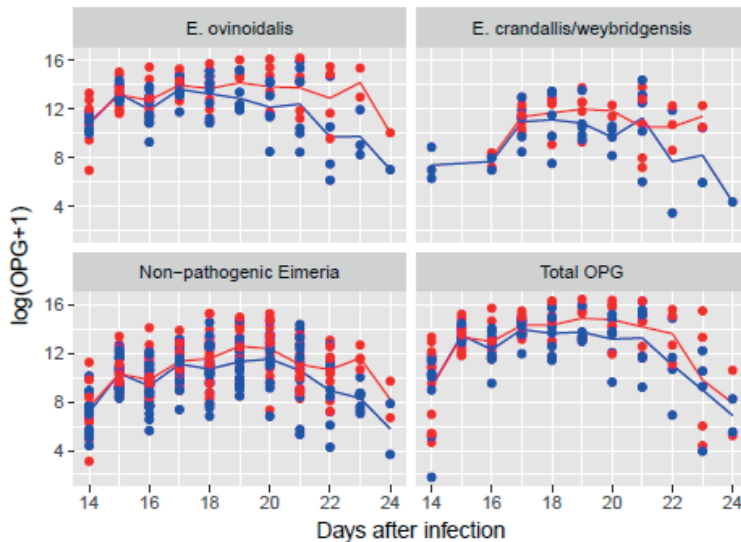 E. ovinoidalis
E. crandallis/weybridgensis
16
12
8
4
Non−pathogenic Eimeria
Total OPG
16
12
8
4
log(OPG+1)
14 16 18 20 22 24 14 16 18 20 22 24
Days after infection